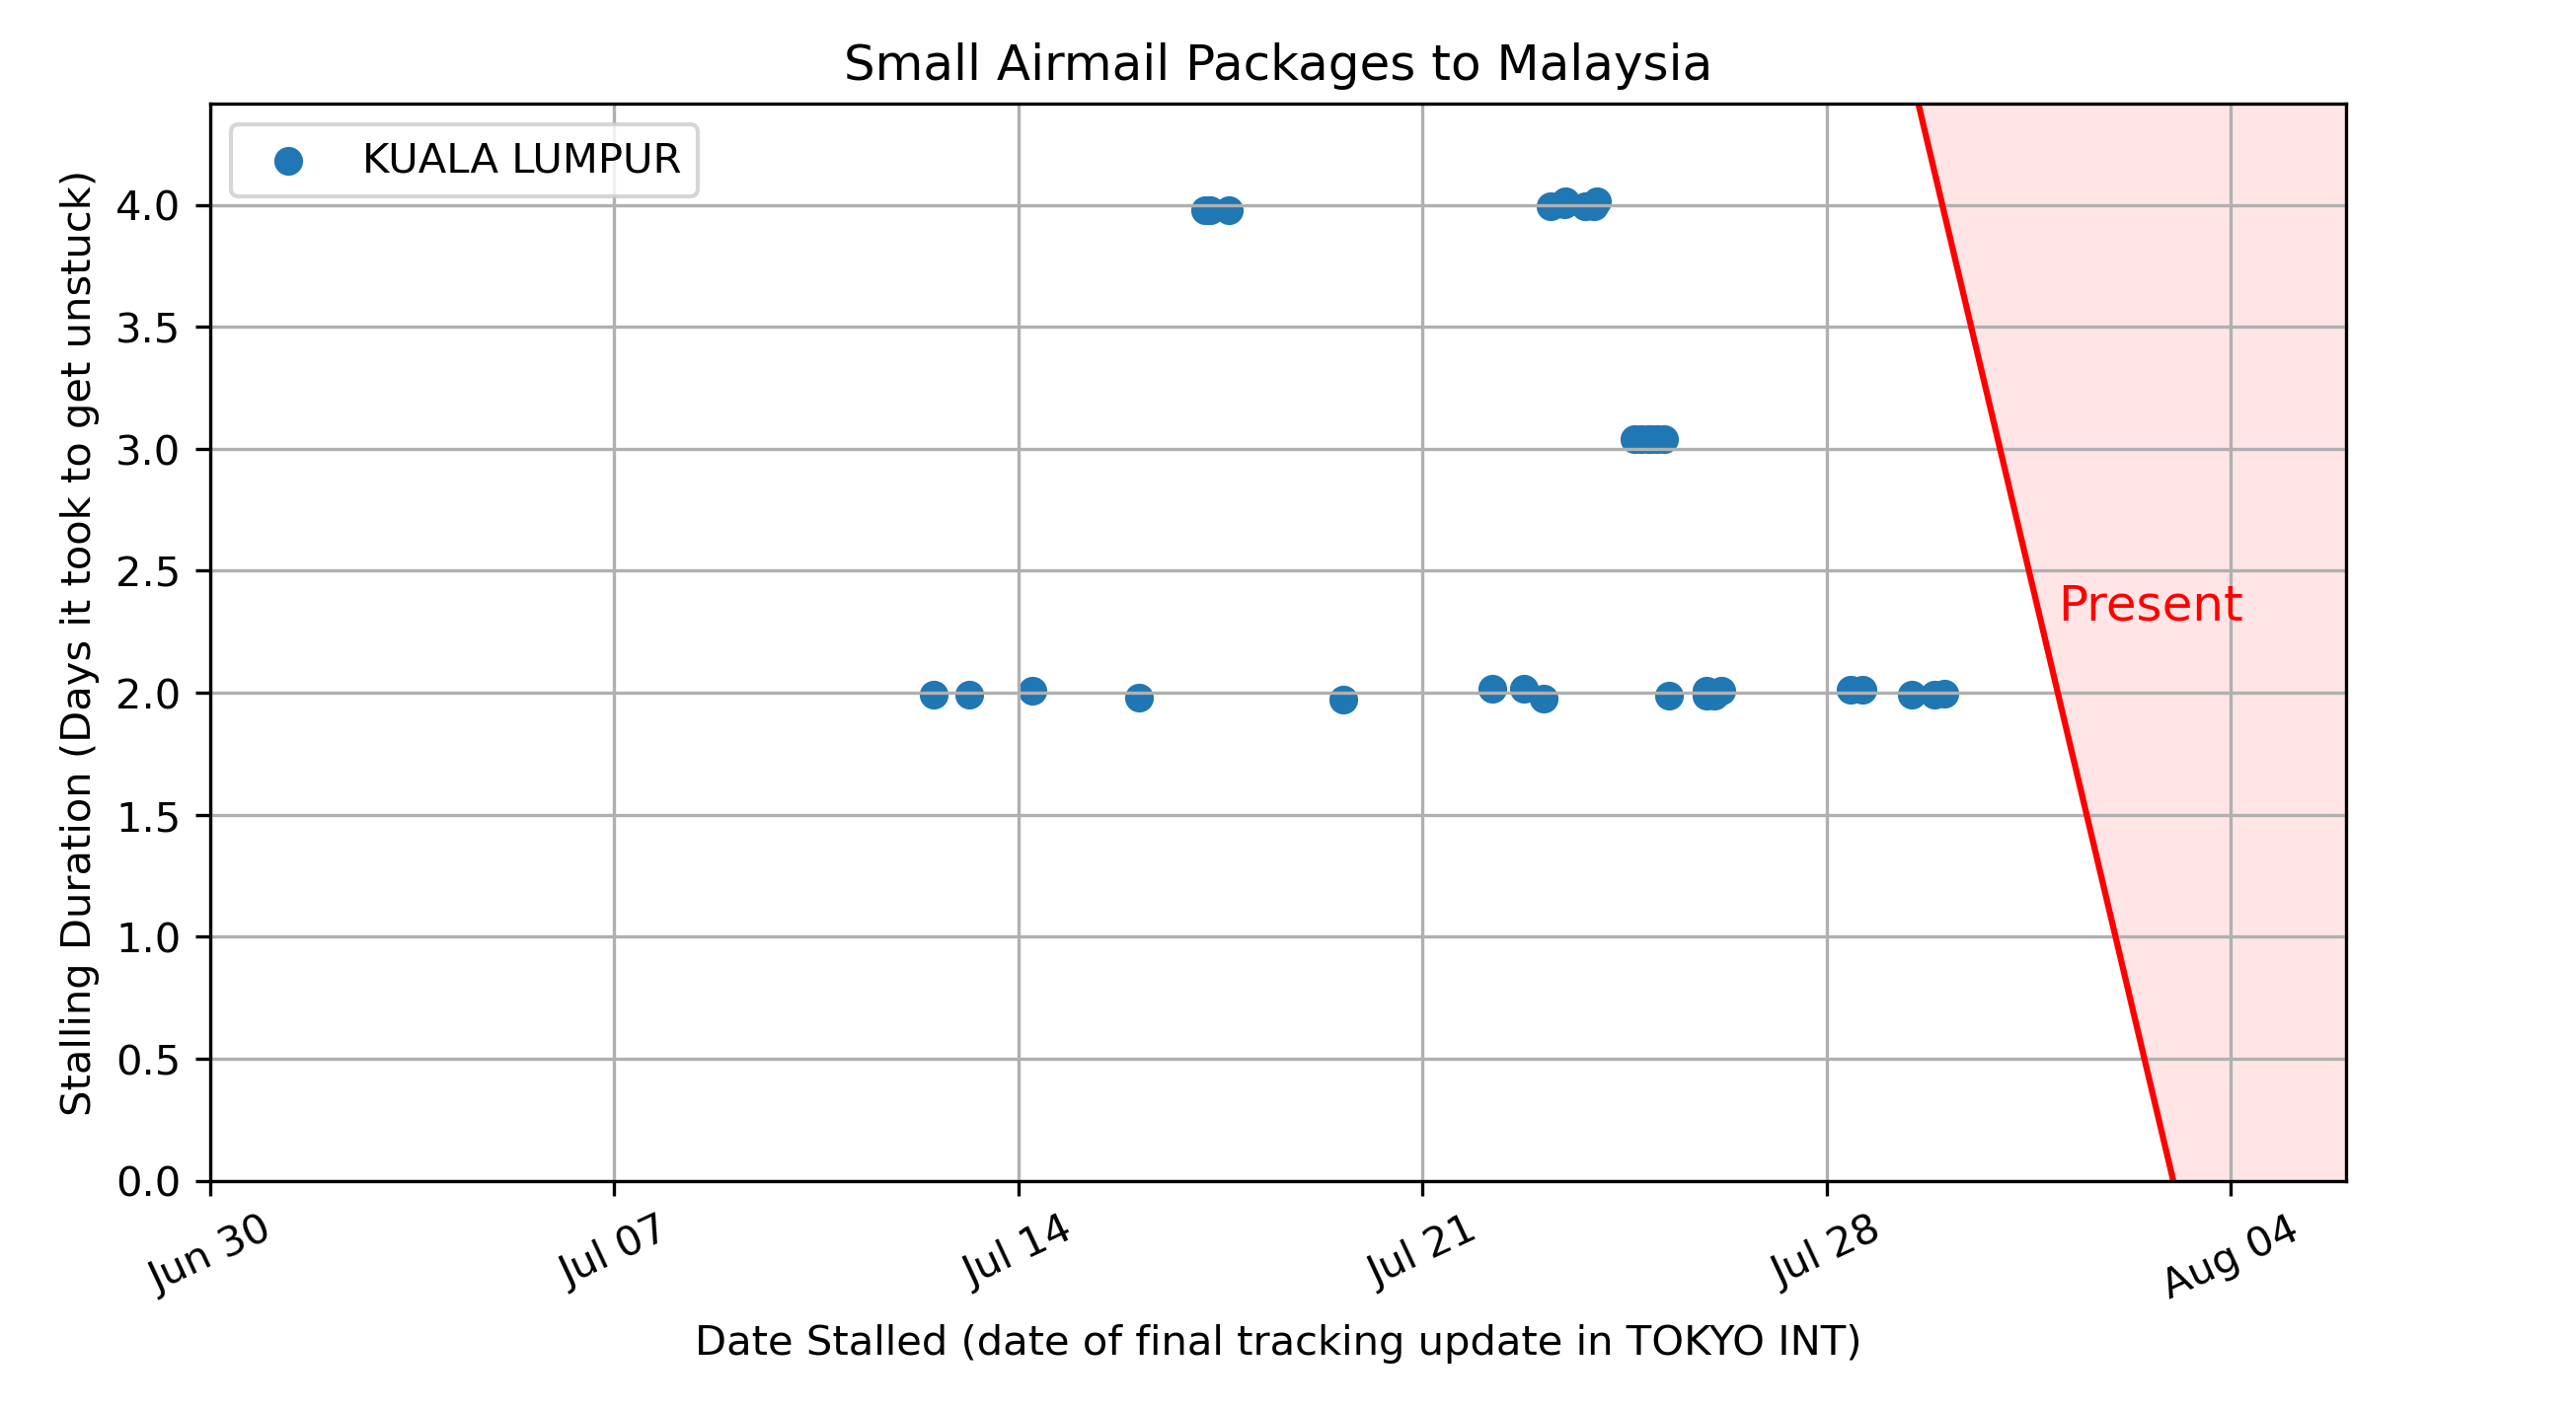 Small Airmail Packages to Malaysia
KUALA LUMPUR
Stalling Duration (Days it took to get unstuck)
4.0
3.5
3.0
2.5
2.0
1.5
1.0
0.5
0.0
Present
Jun 30
Jul 07
Jul 14
Jul 21
Jul 28
Aug 04
Date Stalled (date of final tracking update in TOKYO INT)